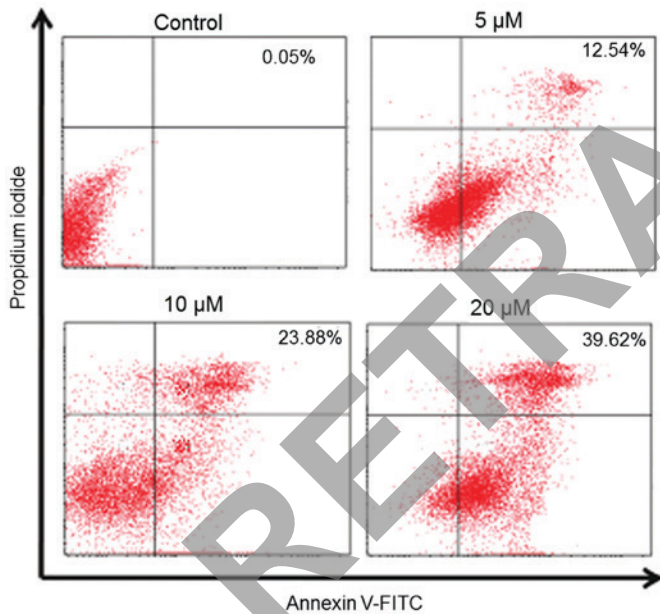 Control
0.05%
5 µM
12.54%
10 µM
23.88%
20 µM
39.62%
Propidium iodide
Annexin V-FITC
RETRA